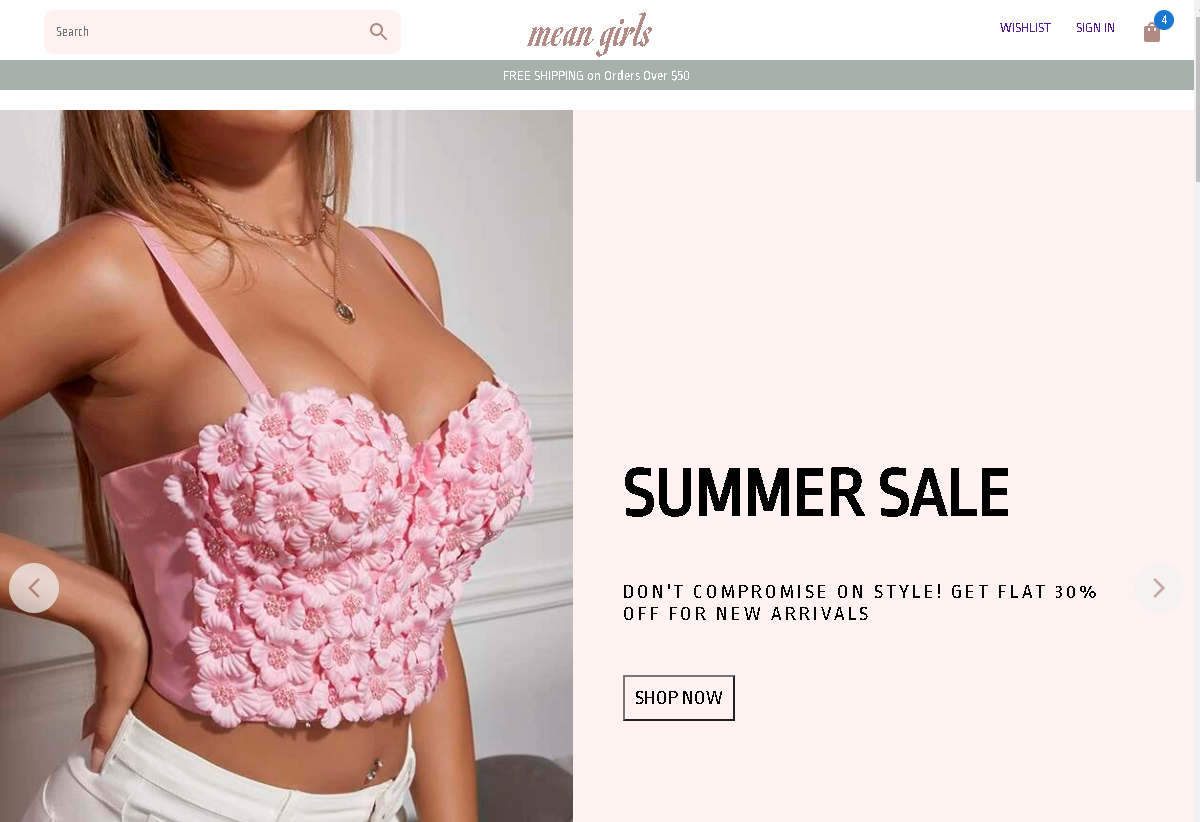 Search
mean girls
WISHLIST
SIGN IN
4
FREE SHIPPING on Orders Over $50
SUMMER SALE
DON'T COMPROMISE ON STYLE! GET FLAT 30%
OFF FOR NEW ARRIVALS
SHOP NOW